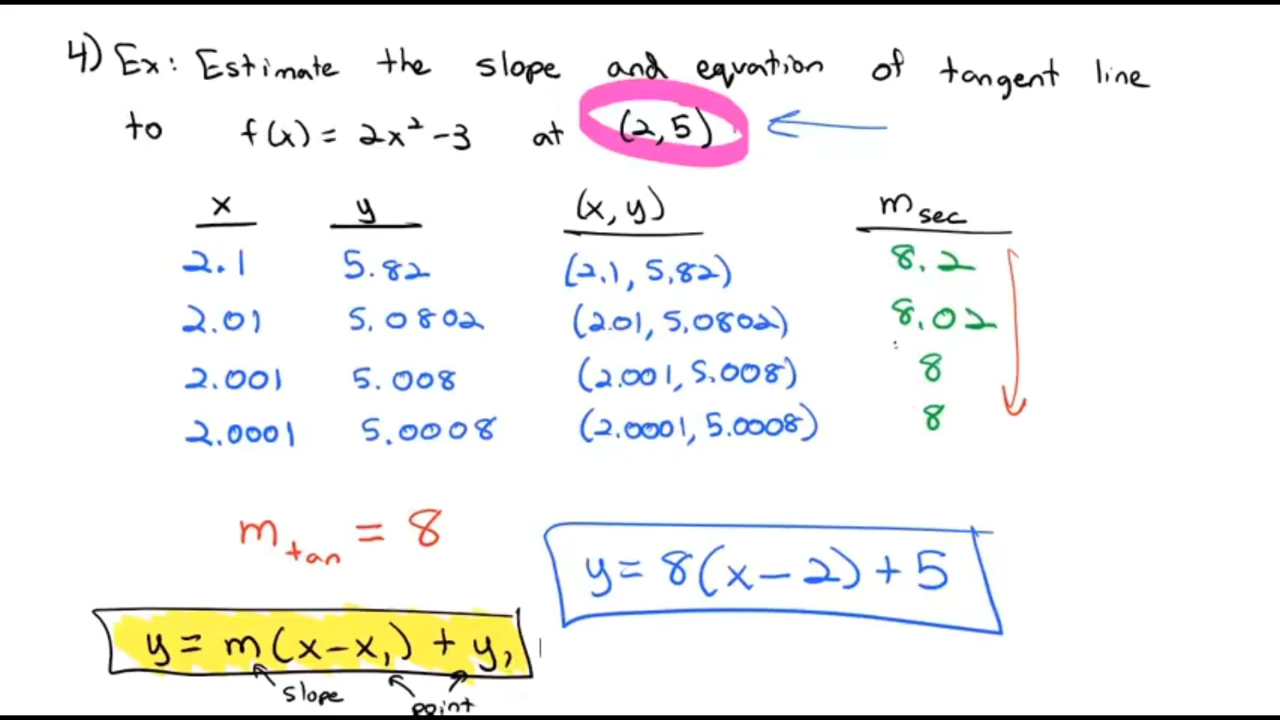 4) Ex: Estimate the slope and equation of tangent line
to f(x) = 2x² - 3 at (2, 5)
x y (x, y) m sec
2.1 5.82 (2.1, 5.82) 8.2
2.01 5.0802 (2.01, 5.0802) 8.02
2.001 5.008 (2.001, 5.008) 8
2.0001 5.0008 (2.0001, 5.0008) 8
m tan = 8
y = 8(x - 2) + 5
y = m(x - x₁) + y₁
slope point